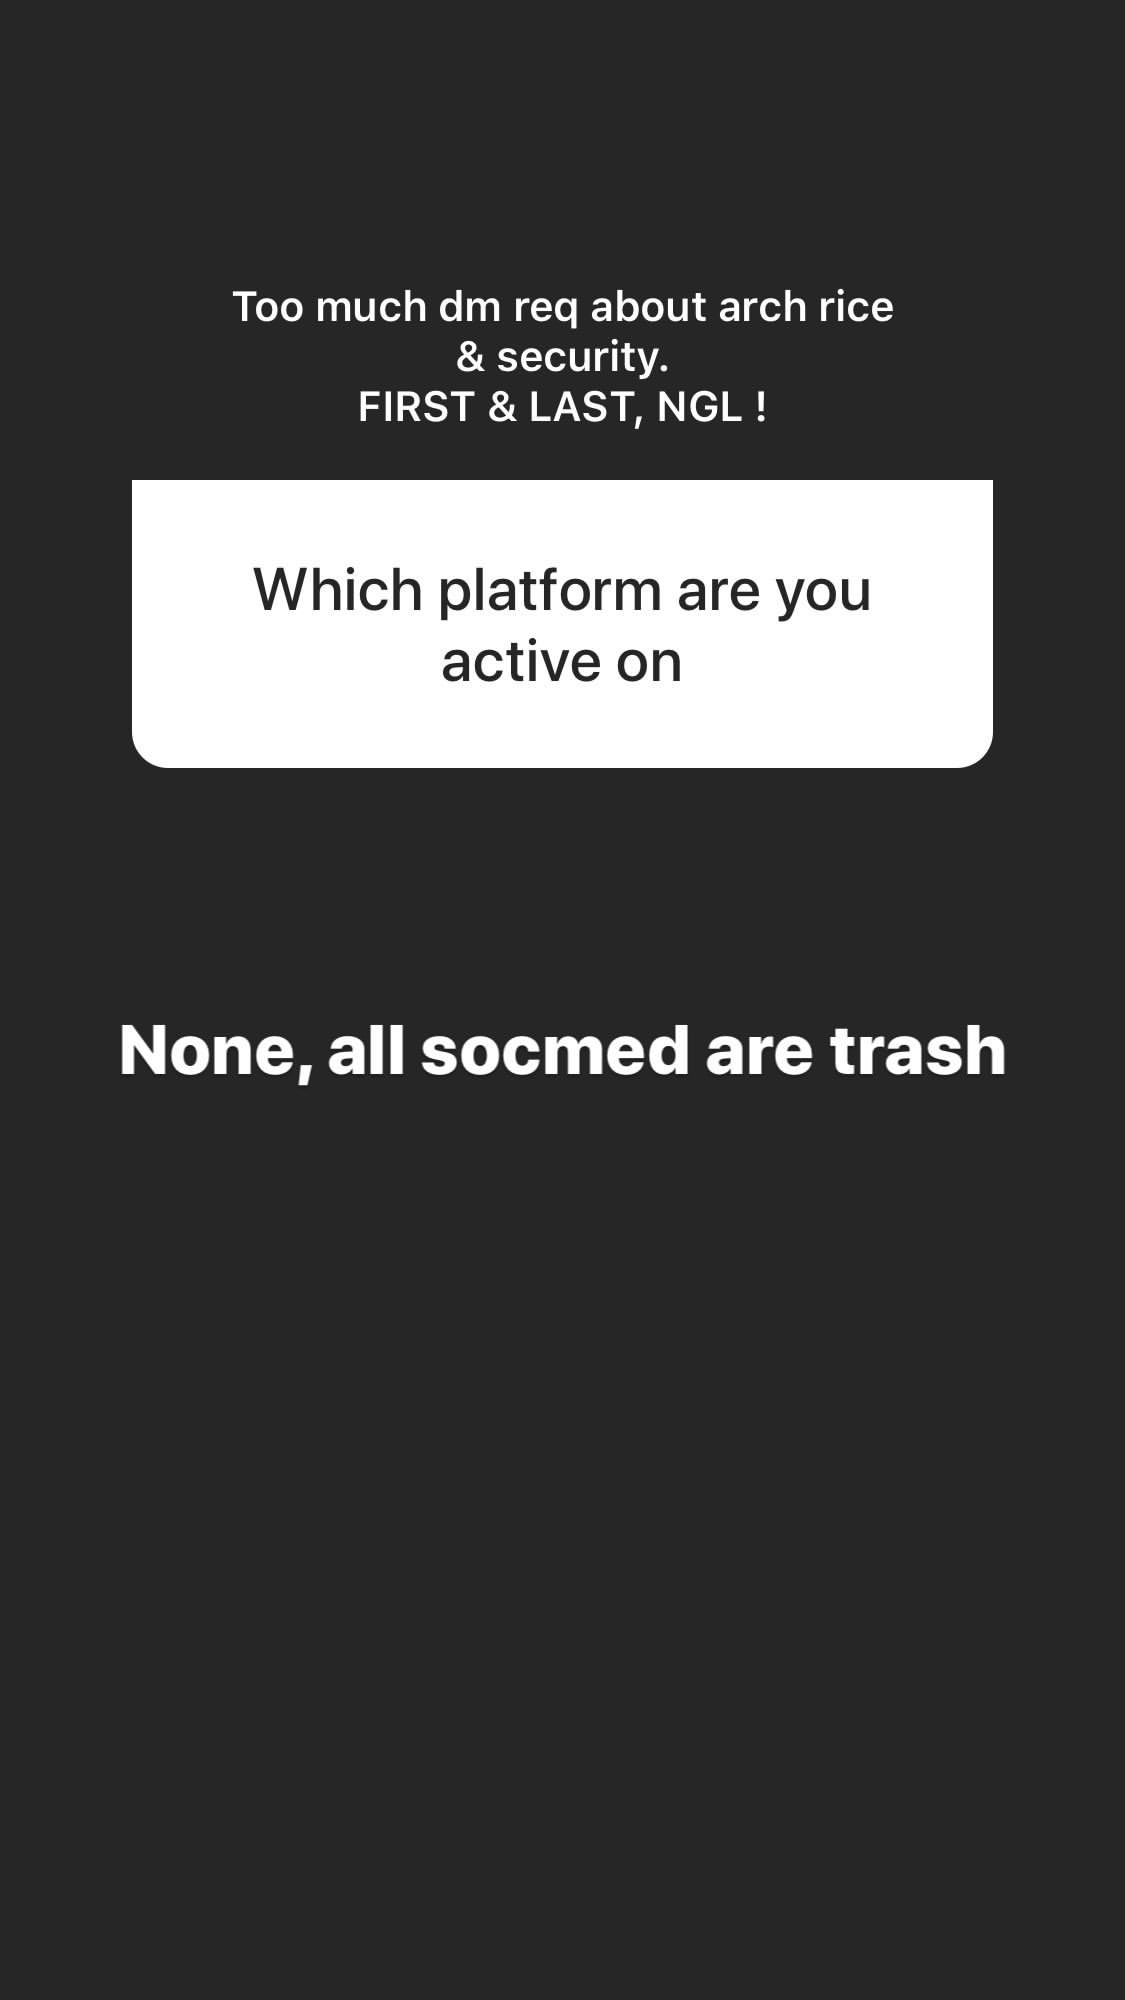 Too much dm req about arch rice
& security.
FIRST & LAST, NGL !
Which platform are you
active on
None, all socmed are trash